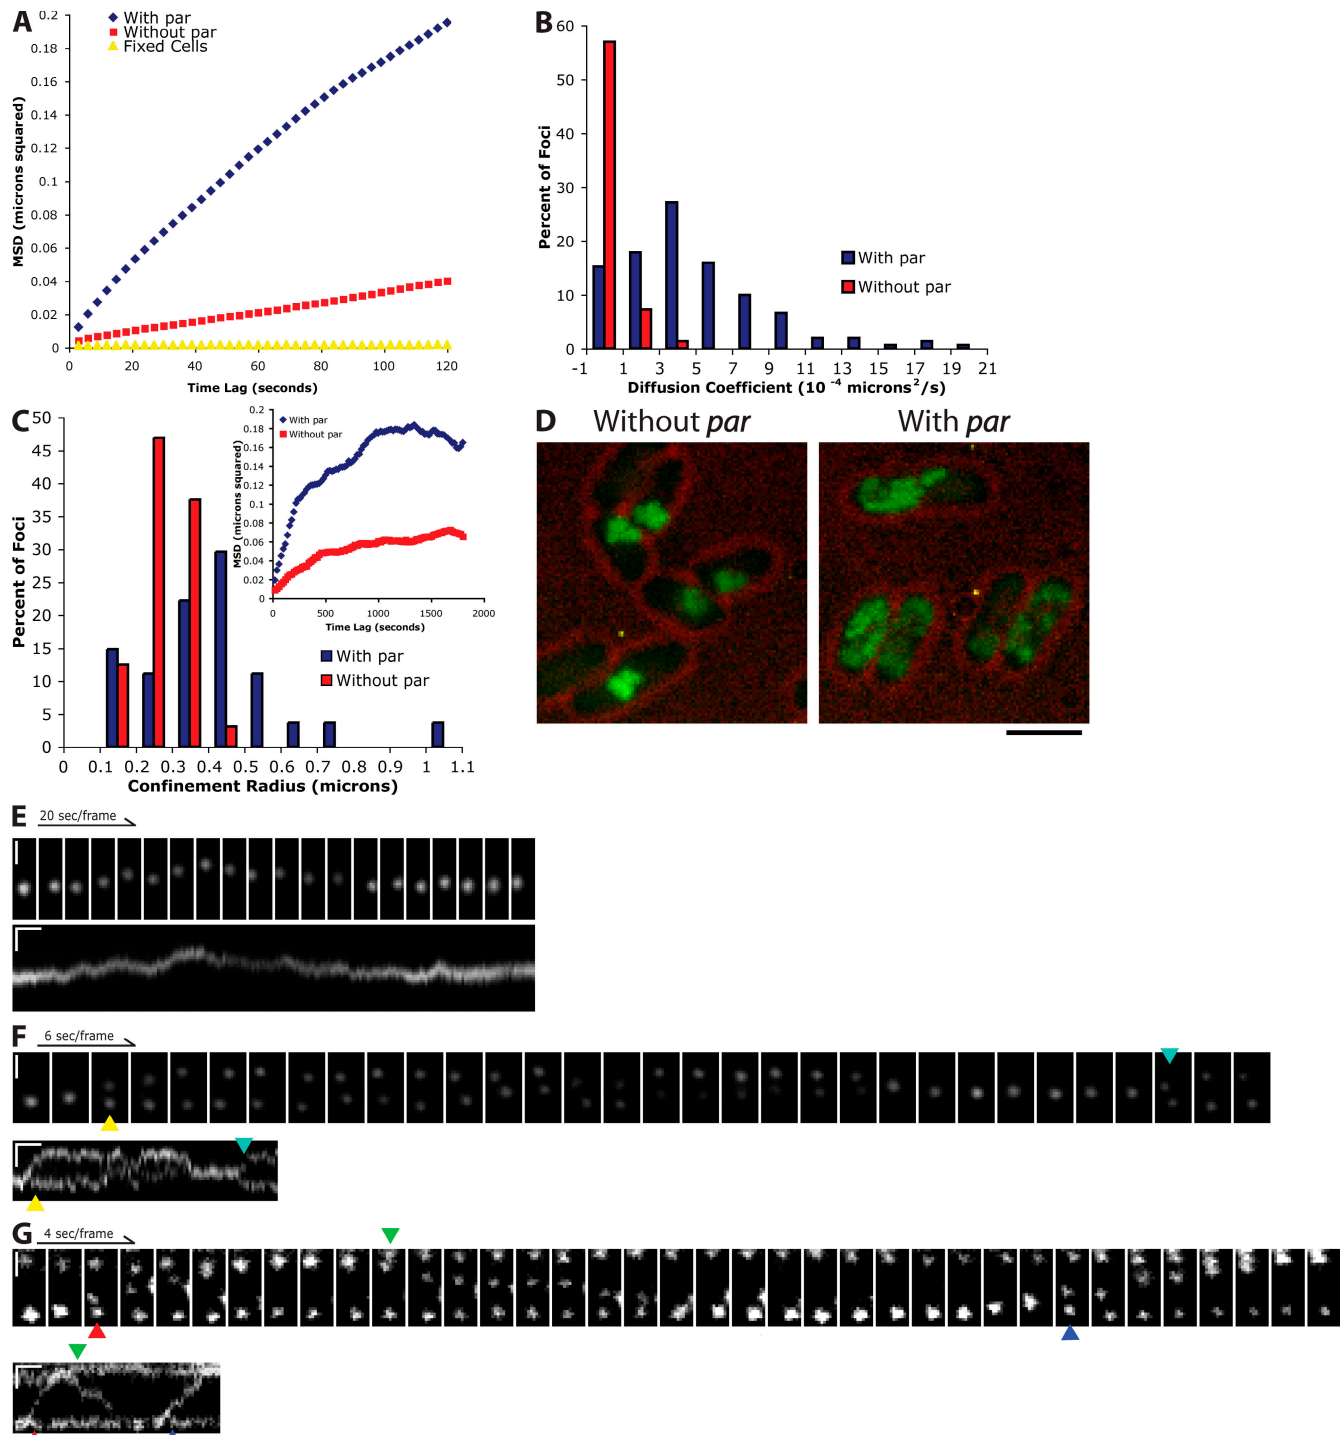 A
With par
Without par
Fixed Cells
0.2
0.18
0.16
0.14
0.12
0.1
0.08
0.06
0.04
0.02
0
MSD (microns squared)
0 20 40 60 80 100 120
Time Lag (seconds)
B
60
50
40
30
20
10
0
Percent of Foci
With par
Without par
-1 1 3 5 7 9 11 13 15 17 19 21
Diffusion Coefficient (10 -4 microns2/s)
C
50
45
40
35
30
25
20
15
10
5
0
Percent of Foci
0.2
0.18
0.16
0.14
0.12
0.1
0.08
0.06
0.04
0.02
0
MSD (microns squared)
With par
Without par
0 500 1000 1500 2000
Time Lag (seconds)
With par
Without par
0 0.1 0.2 0.3 0.4 0.5 0.6 0.7 0.8 0.9 1 1.1
Confinement Radius (microns)
D
Without par
With par
E
20 sec/frame
F
6 sec/frame
G
4 sec/frame